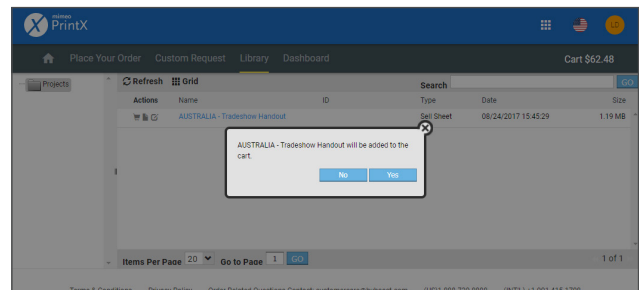 mimeo
PrintX
LD
Place Your Order Custom Request Library Dashboard Cart $62.48
Projects
Refresh Grid Search GO
Actions Name ID Type Date Size
AUSTRALIA - Tradeshow Handout Sell Sheet 08/24/2017 15:45:29 1.19 MB
AUSTRALIA - Tradeshow Handout will be added to the
cart.
No Yes
Items Per Page 20 Go to Page 1 GO 1 of 1